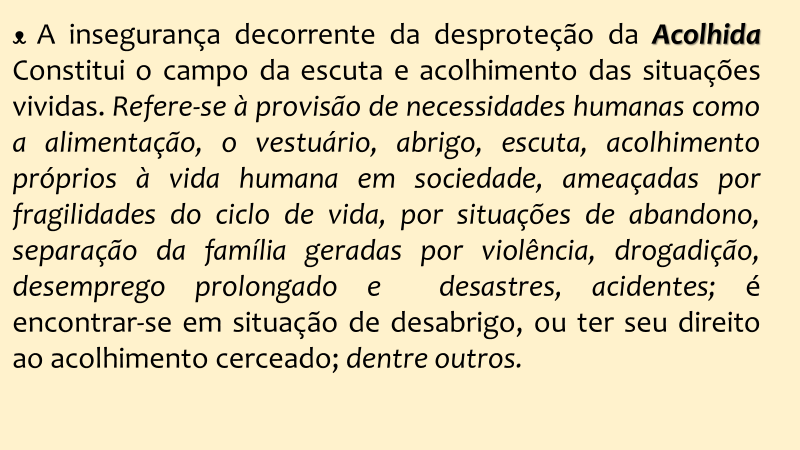 ᴥ A insegurança decorrente da desproteção da Acolhida
Constitui o campo da escuta e acolhimento das situações
vividas. Refere-se à provisão de necessidades humanas como
a alimentação, o vestuário, abrigo, escuta, acolhimento
próprios à vida humana em sociedade, ameaçadas por
fragilidades do ciclo de vida, por situações de abandono,
separação da família geradas por violência, drogadição,
desemprego prolongado e desastres, acidentes; é
encontrar-se em situação de desabrigo, ou ter seu direito
ao acolhimento cerceado; dentre outros.